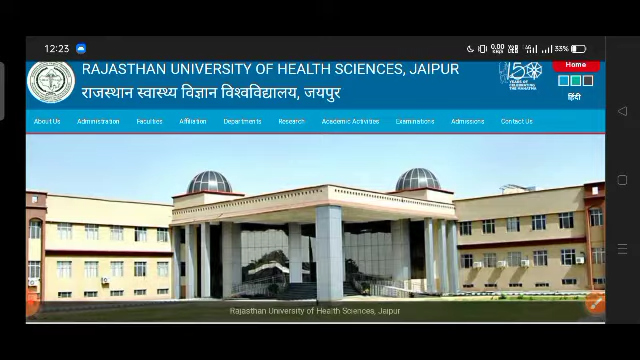 12:23
33%
RAJASTHAN UNIVERSITY OF HEALTH SCIENCES, JAIPUR
राजस्थान स्वास्थ्य विज्ञान विश्वविद्यालय, जयपुर
Home
हिंदी
About Us Administration Faculties Affiliation Departments Research Academic Activities Examinations Admissions Contact Us
Rajasthan University of Health Sciences, Jaipur